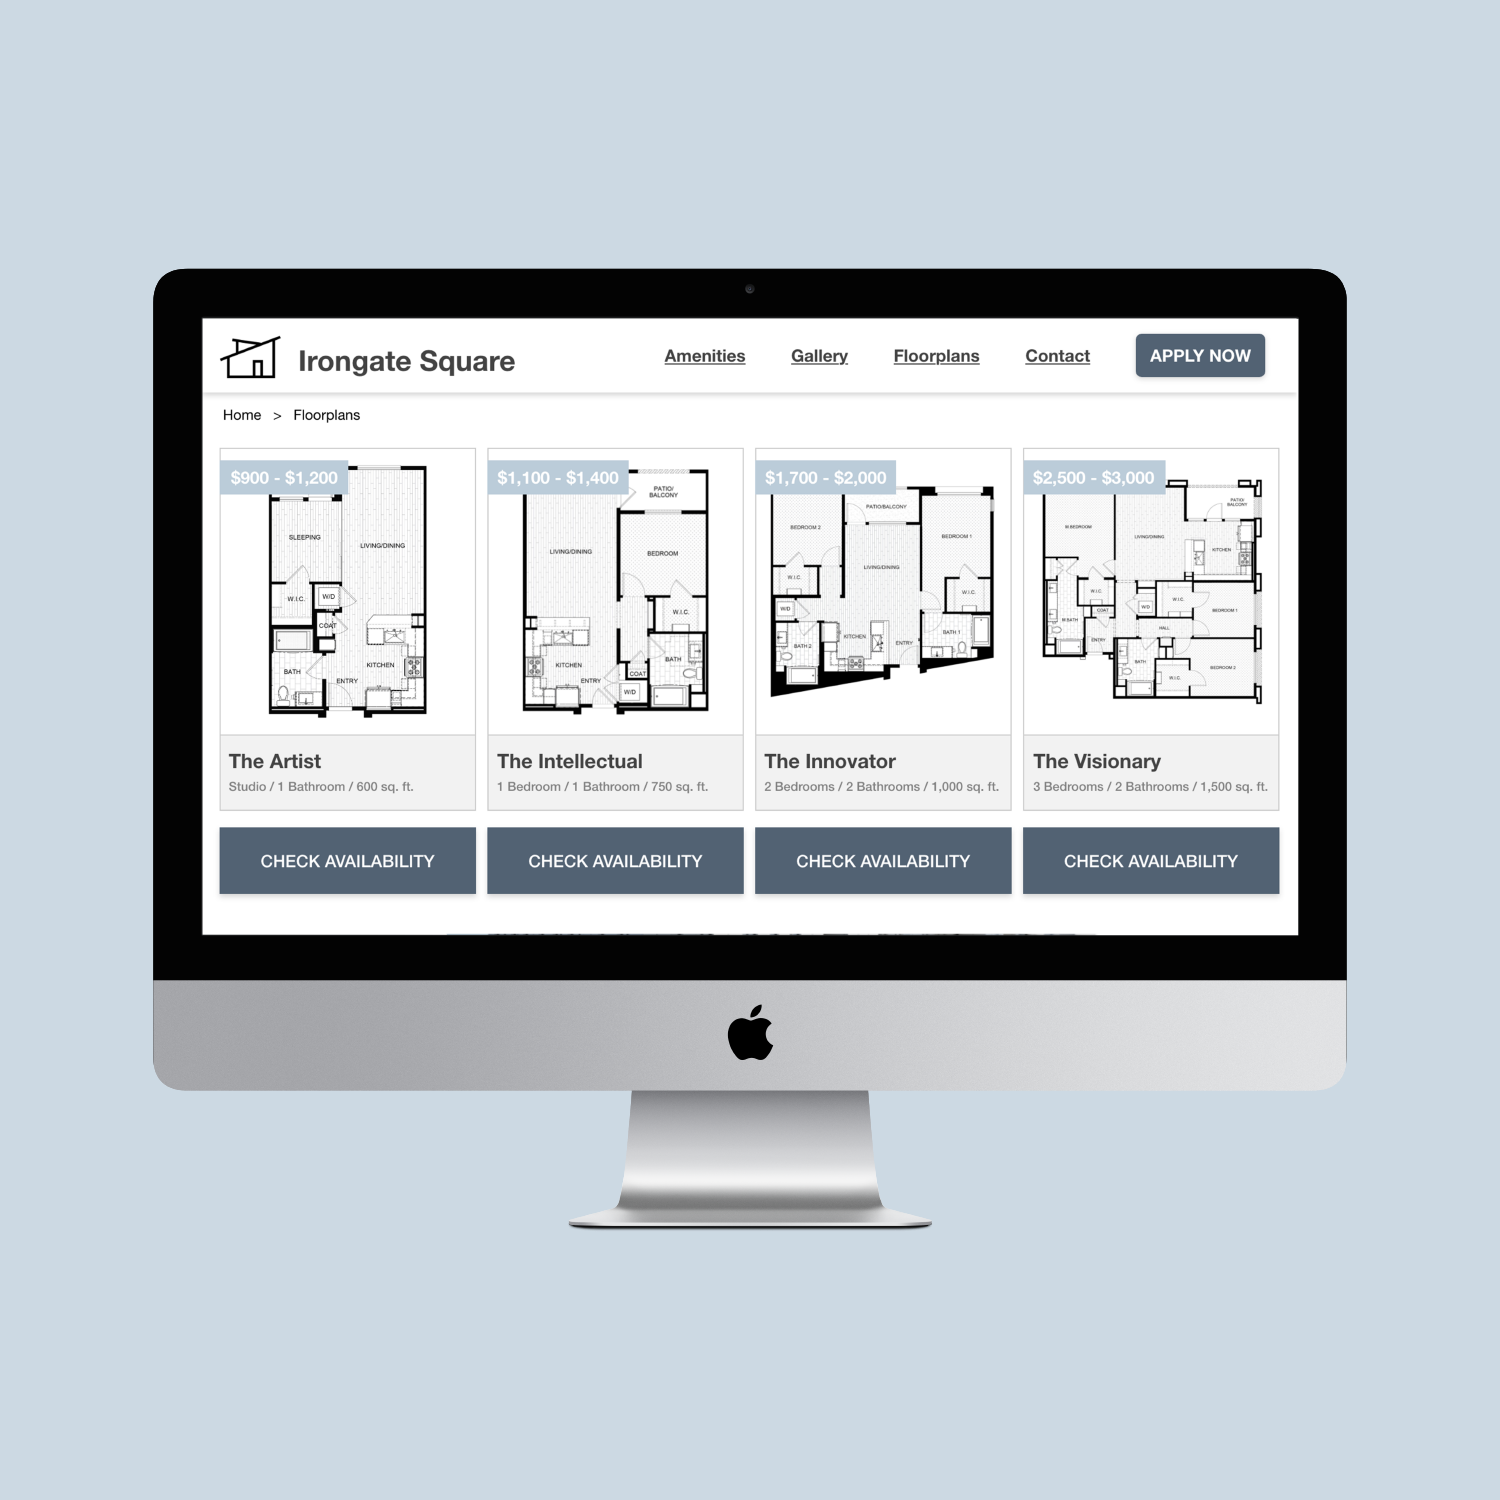 Irongate Square
Amenities
Gallery
Floorplans
Contact
APPLY NOW
Home > Floorplans
$900 - $1,200
SLEEPING
LIVING/DINING
W.I.C.
W/D
COAT
BATH
KITCHEN
ENTRY
The Artist
Studio / 1 Bathroom / 600 sq. ft.
CHECK AVAILABILITY
$1,100 - $1,400
PATIO/
BALCONY
LIVING/DINING
BEDROOM
W.I.C.
KITCHEN
BATH
COAT
ENTRY
W/D
The Intellectual
1 Bedroom / 1 Bathroom / 750 sq. ft.
CHECK AVAILABILITY
$1,700 - $2,000
PATIO/BALCONY
BEDROOM 2
BEDROOM 1
LIVING/DINING
W.I.C.
W.I.C.
W/D
KITCHEN
ENTRY
BATH 1
BATH 2
The Innovator
2 Bedrooms / 2 Bathrooms / 1,000 sq. ft.
CHECK AVAILABILITY
$2,500 - $3,000
PATIO/
BALCONY
M BEDROOM
LIVING/DINING
KITCHEN
W.I.C.
W.I.C.
W/D
COAT
BEDROOM 1
M BATH
HALL
ENTRY
BATH
BEDROOM 2
W.I.C.
The Visionary
3 Bedrooms / 2 Bathrooms / 1,500 sq. ft.
CHECK AVAILABILITY